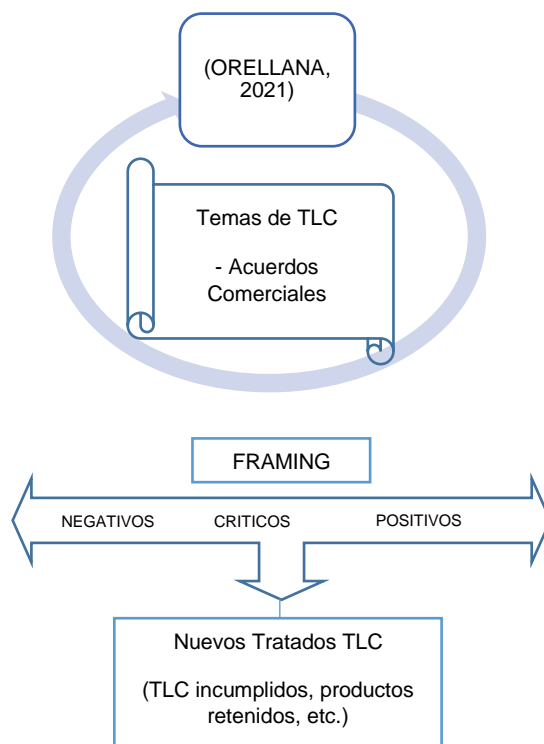 (ORELLANA,
2021)
Temas de TLC
- Acuerdos
Comerciales
FRAMING
NEGATIVOS CRITICOS POSITIVOS
Nuevos Tratados TLC
(TLC incumplidos, productos
retenidos, etc.)